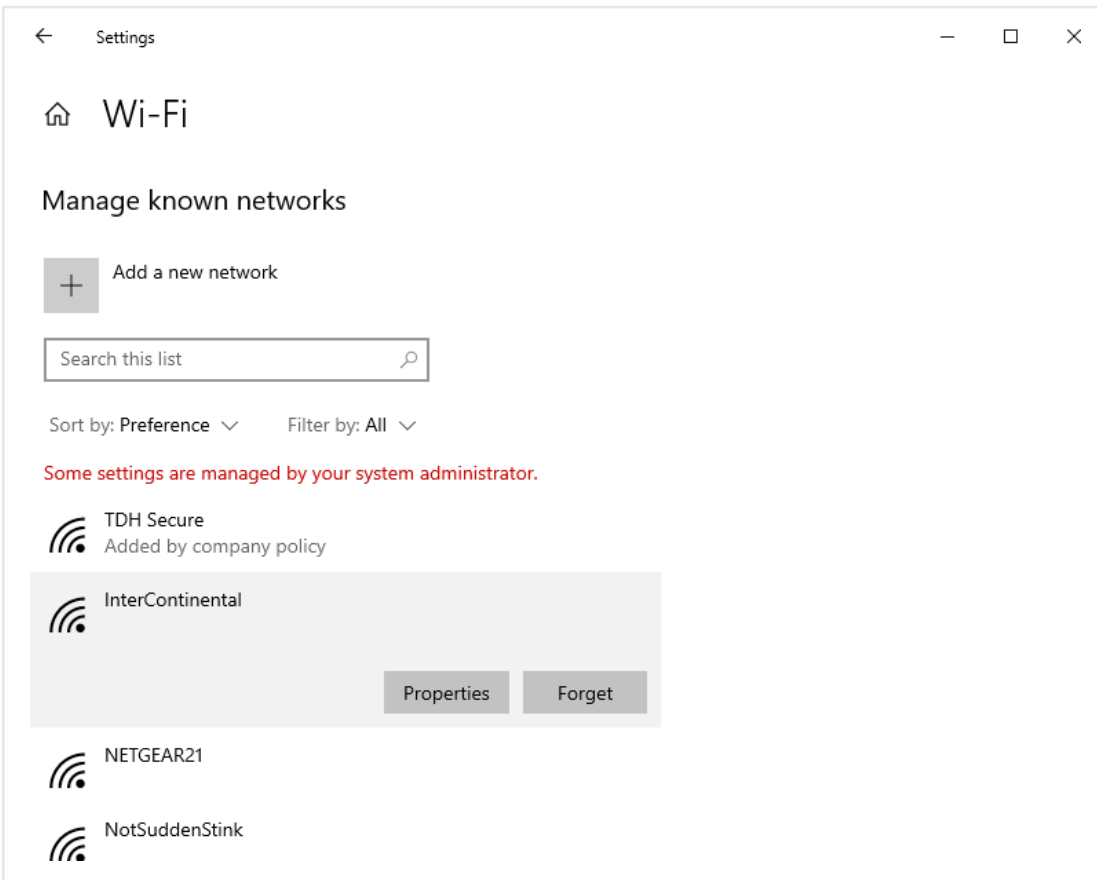 Settings
Wi-Fi
Manage known networks
Add a new network
Search this list
Sort by: Preference Filter by: All
Some settings are managed by your system administrator.
TDH Secure
Added by company policy
InterContinental
Properties Forget
NETGEAR21
NotSuddenStink